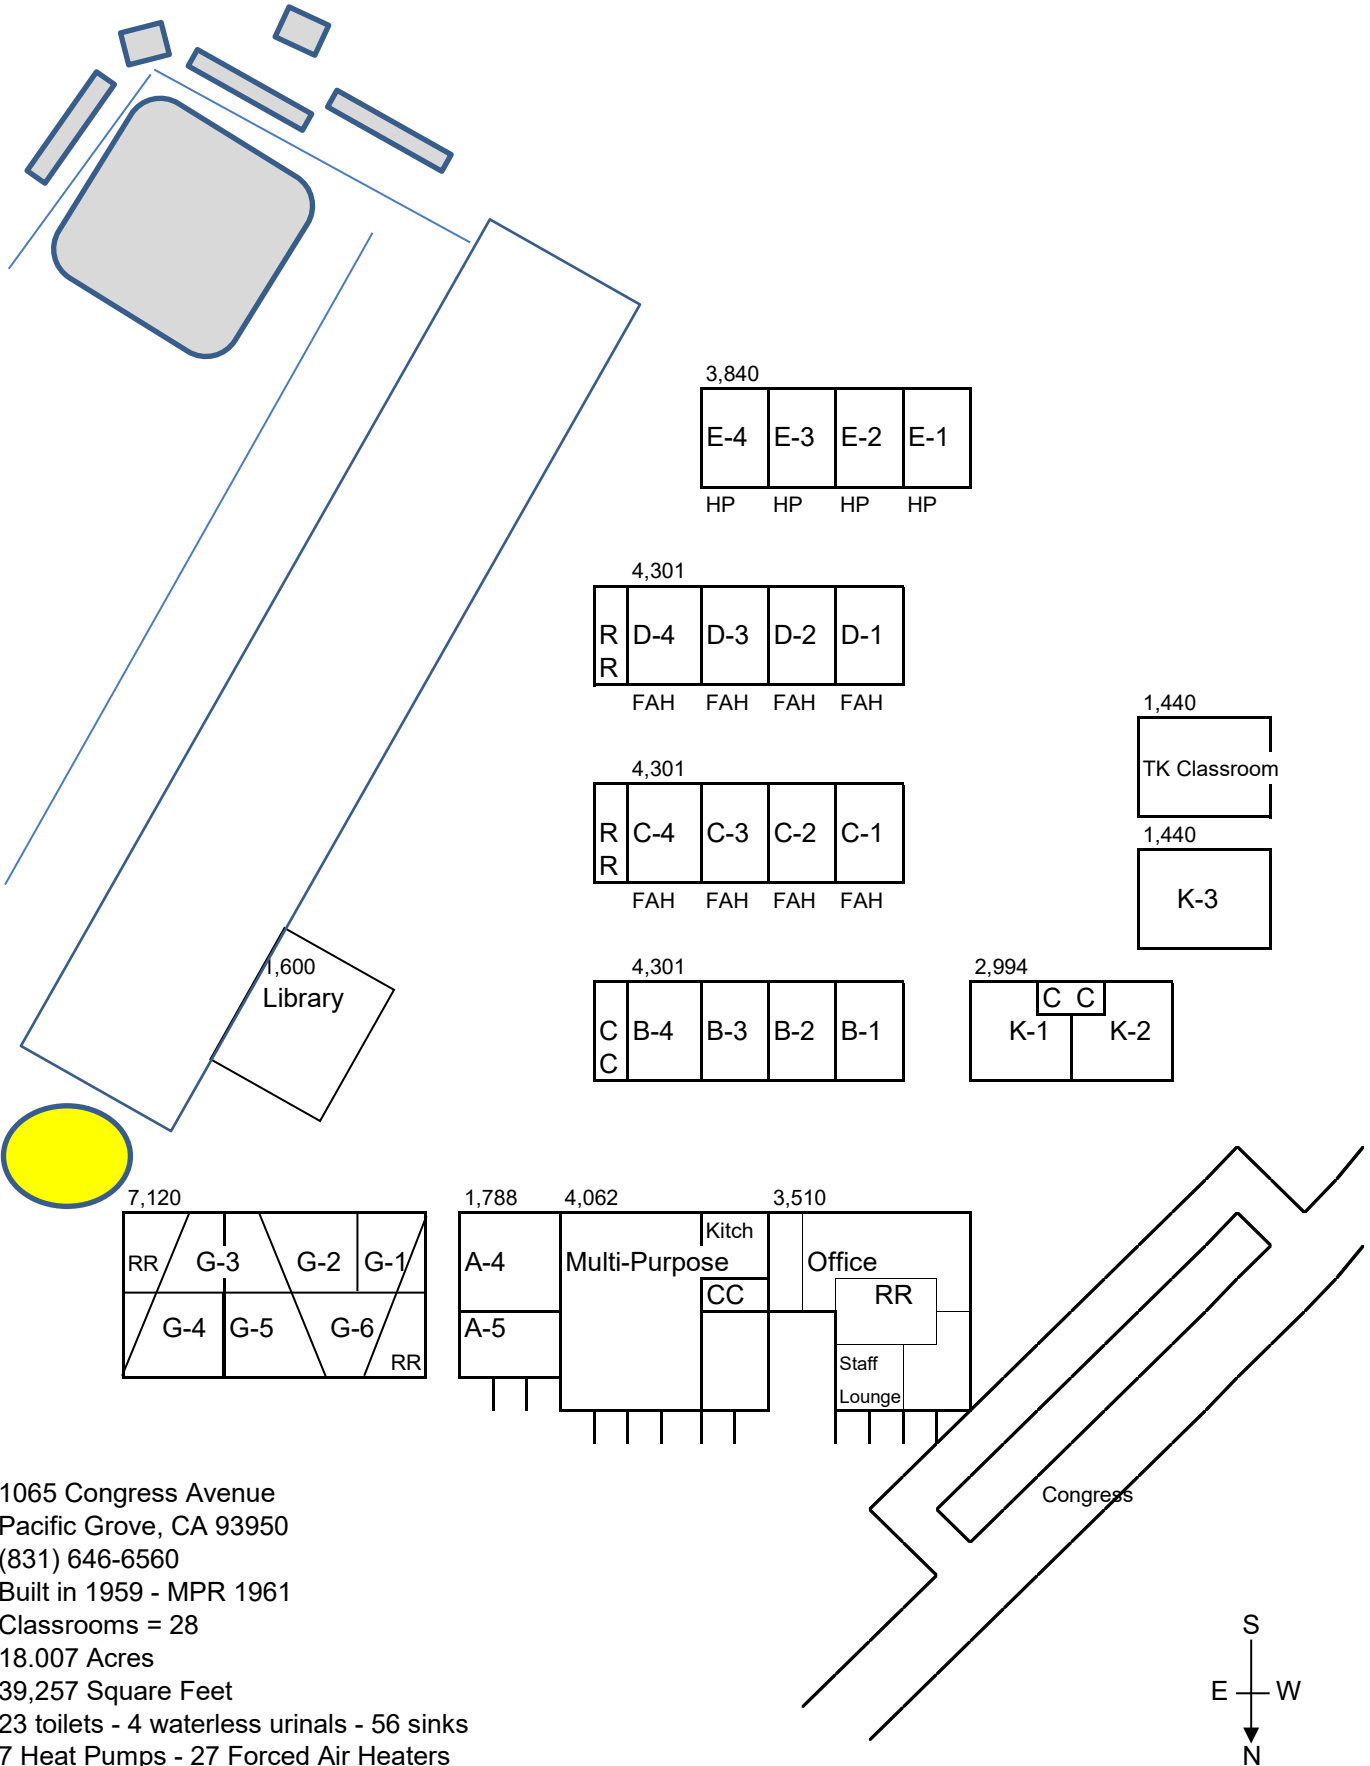 3,840
E-4 E-3 E-2 E-1
HP HP HP HP
4,301
R R D-4 D-3 D-2 D-1
FAH FAH FAH FAH
1,440
TK Classroom
4,301
R R C-4 C-3 C-2 C-1
FAH FAH FAH FAH
1,440
K-3
1,600
Library
4,301
C C B-4 B-3 B-2 B-1
2,994
C C
K-1 K-2
7,120
RR G-3 G-2 G-1
G-4 G-5 G-6
RR
1,788 4,062 3,510
Kitch
A-4 Multi-Purpose Office
CC RR
A-5
Staff
Lounge
Congress
1065 Congress Avenue
Pacific Grove, CA 93950
(831) 646-6560
Built in 1959 - MPR 1961
Classrooms = 28
18.007 Acres
39,257 Square Feet
23 toilets - 4 waterless urinals - 56 sinks
7 Heat Pumps - 27 Forced Air Heaters
S
E W
N